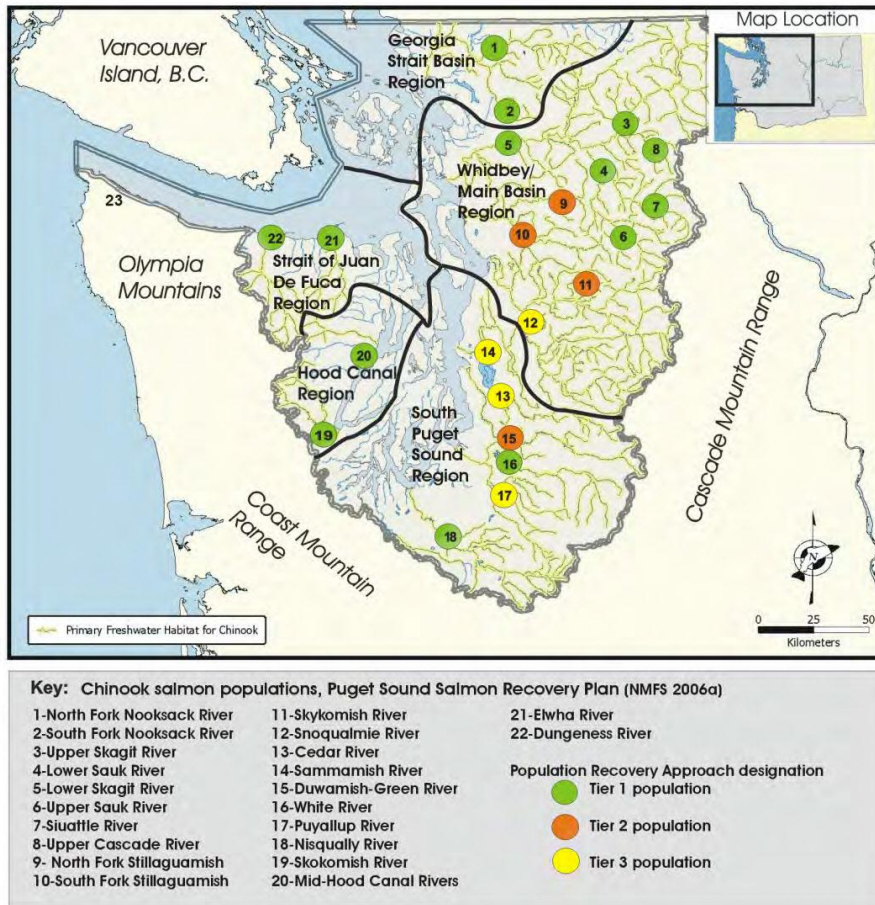 Map Location
Vancouver
Island, B.C.
Georgia
Strait Basin
Region
1
2
3
5
8
4
Whidbey/
Main Basin
Region
9
7
10
6
23
22
21
Olympia
Mountains
Strait of Juan
De Fuca
Region
11
12
14
20
Hood Canal
Region
13
Cascade Mountain Range
19
South
Puget
Sound
Region
15
16
17
18
Coast Mountain
Range
N
Primary Freshwater Habitat for Chinook
0 25 50
Kilometers
Key: Chinook salmon populations, Puget Sound Salmon Recovery Plan (NMFS 2006a)
1-North Fork Nooksack River
2-South Fork Nooksack River
3-Upper Skagit River
4-Lower Sauk River
5-Lower Skagit River
6-Upper Sauk River
7-Siuattle River
8-Upper Cascade River
9- North Fork Stillaguamish
10-South Fork Stillaguamish
11-Skykomish River
12-Snoqualmie River
13-Cedar River
14-Sammamish River
15-Duwamish-Green River
16-White River
17-Puyallup River
18-Nisqually River
19-Skokomish River
20-Mid-Hood Canal Rivers
21-Elwha River
22-Dungeness River
Population Recovery Approach designation
Tier 1 population
Tier 2 population
Tier 3 population